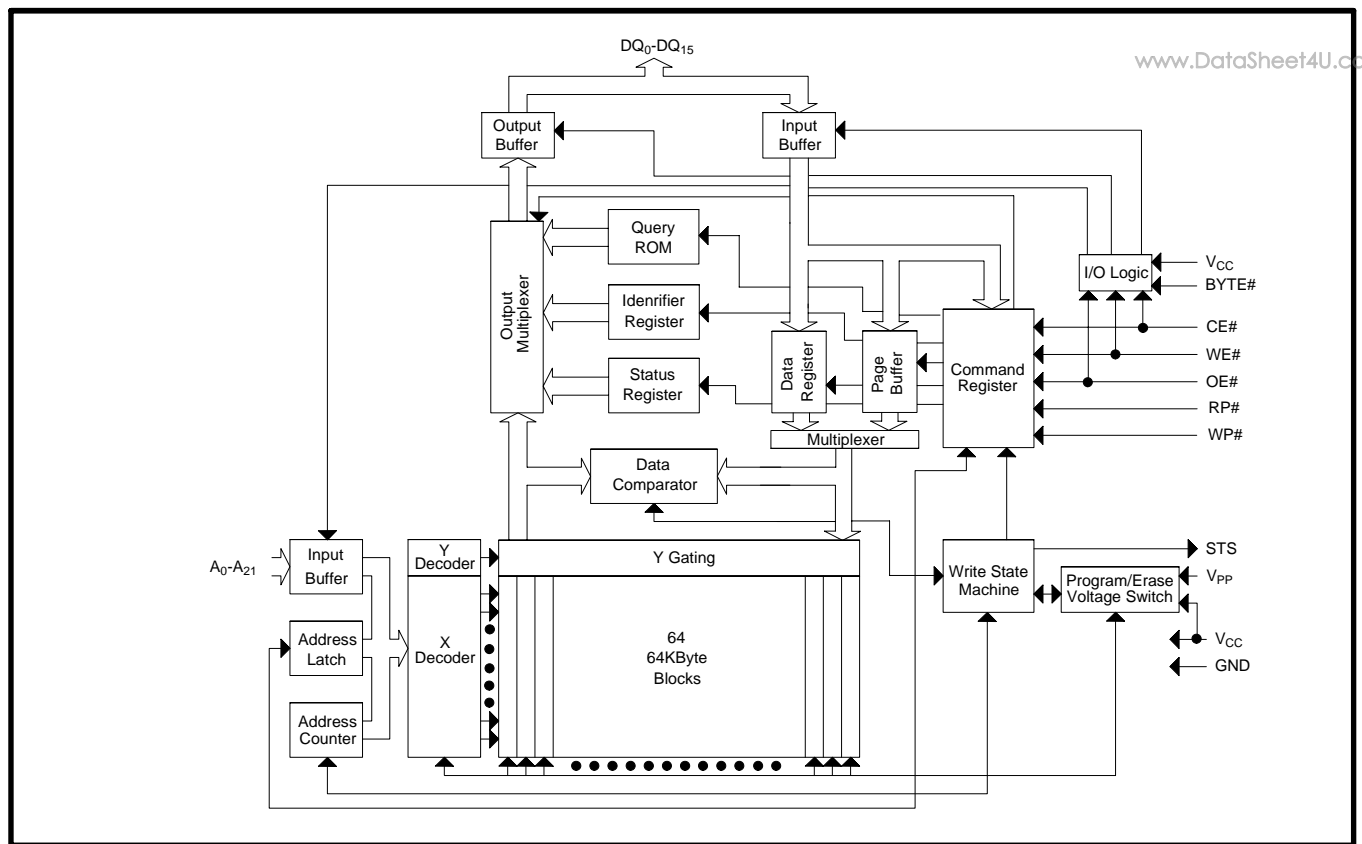 DQ0-DQ15
www.DataSheet4U.co
Output
Buffer
Input
Buffer
Query
ROM
I/O Logic
VCC
BYTE#
Output
Multiplexer
Idenrifier
Register
CE#
WE#
OE#
RP#
WP#
Data
Register
Page
Buffer
Command
Register
Status
Register
Multiplexer
Data
Comparator
A0-A21
Input
Buffer
Y
Decoder
Y Gating
Write State
Machine
STS
Program/Erase
Voltage Switch
VPP
VCC
GND
Address
Latch
X
Decoder
64
64KByte
Blocks
Address
Counter